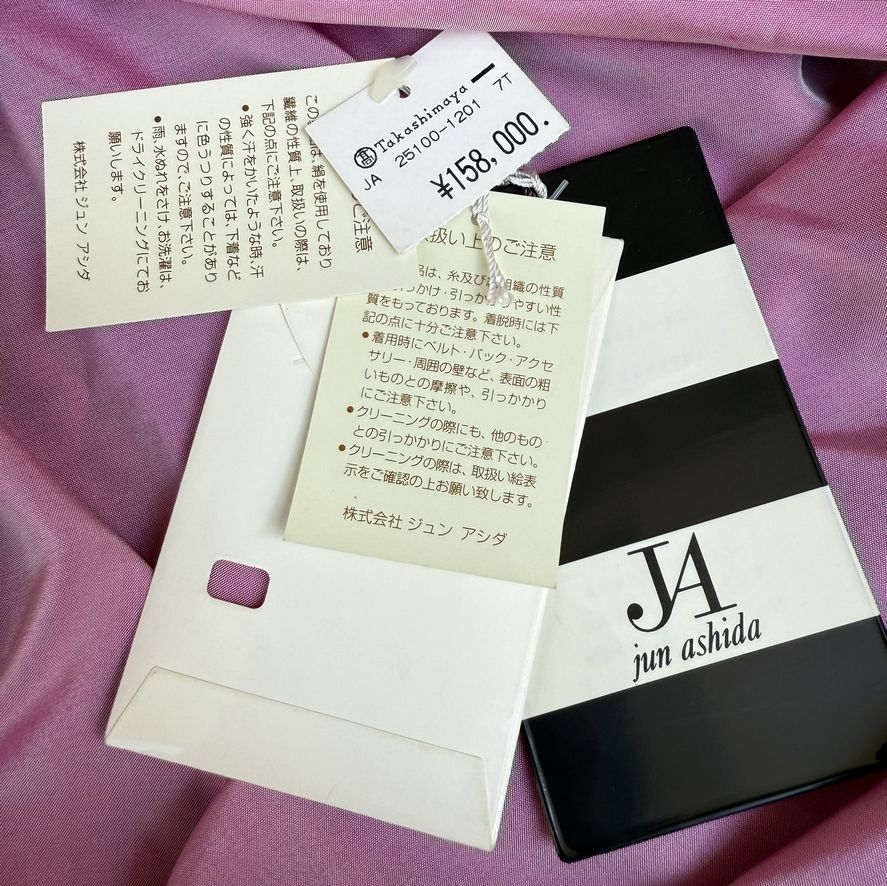 Takashimaya
7T
JA 25100-1201
¥158,000.
ご注意
この
は、絹を使用しており
繊維の性質上、取扱いの際は、
下記の点にご注意下さい。
●強く汗をかいたような時、汗
の性質によっては、下着など
に色うつりすることがあり
ますので、ご注意下さい。
●雨、水ぬれをさけ、お洗濯は、
ドライクリーニングにてお
願いします。
株式会社 ジュン アシダ
扱い上のご注意
は、糸及び
組織の性質
っかけ・引っか
やすい性
質をもっております。着脱時には下
記の点に十分ご注意下さい。
●着用時にベルト・バック・アクセ
サリー・周囲の壁など、表面の粗
いものとの摩擦や、引っかかり
にご注意下さい。
●クリーニングの際にも、他のもの
との引っかかりにご注意下さい。
●クリーニングの際は、取扱い絵表
示をご確認の上お願い致します。
株式会社 ジュン アシダ
JA
jun ashida